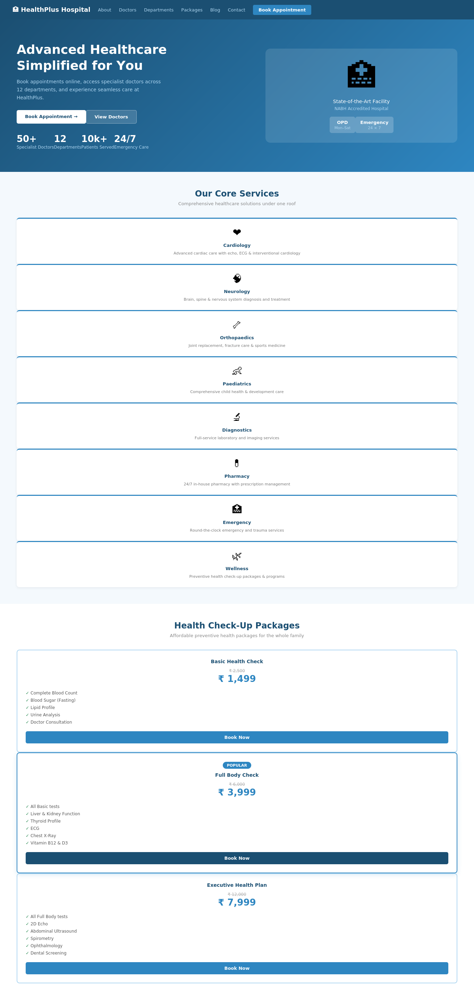 🏥 HealthPlus Hospital About Doctors Departments Packages Blog Contact Book Appointment
Advanced Healthcare
Simplified for You
Book appointments online, access specialist doctors across
12 departments, and experience seamless care at
HealthPlus.
Book Appointment → View Doctors
50+ 12 10k+ 24/7
Specialist Doctors Departments Patients Served Emergency Care
State-of-the-Art Facility
NABH Accredited Hospital
OPD Emergency
Mon–Sat 24 × 7
Our Core Services
Comprehensive healthcare solutions under one roof
Cardiology
Advanced cardiac care with echo, ECG & interventional cardiology
Neurology
Brain, spine & nervous system diagnosis and treatment
Orthopaedics
Joint replacement, fracture care & sports medicine
Paediatrics
Comprehensive child health & development care
Diagnostics
Full-service laboratory and imaging services
Pharmacy
24/7 in-house pharmacy with prescription management
Emergency
Round-the-clock emergency and trauma services
Wellness
Preventive health check-up packages & programs
Health Check-Up Packages
Affordable preventive health packages for the whole family
Basic Health Check
₹ 2,500
₹ 1,499
✓ Complete Blood Count
✓ Blood Sugar (Fasting)
✓ Lipid Profile
✓ Urine Analysis
✓ Doctor Consultation
Book Now
POPULAR
Full Body Check
₹ 6,000
₹ 3,999
✓ All Basic tests
✓ Liver & Kidney Function
✓ Thyroid Profile
✓ ECG
✓ Chest X-Ray
✓ Vitamin B12 & D3
Book Now
Executive Health Plan
₹ 12,000
₹ 7,999
✓ All Full Body tests
✓ 2D Echo
✓ Abdominal Ultrasound
✓ Spirometry
✓ Ophthalmology
✓ Dental Screening
Book Now